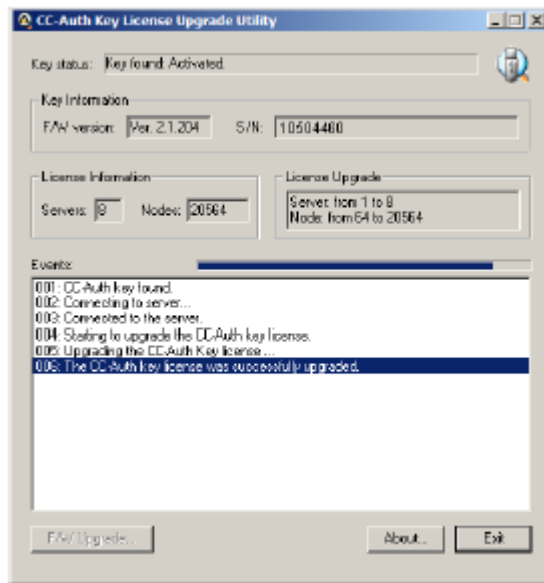 CC-Auth Key License Upgrade Utility
Key status: Key found: Activated.
Key Information
F/W version: Ver. 2.1.204 S/N: 10504460
License Information
Servers: 8 Nodes: 20564
License Upgrade
Server: from 1 to 8
Node: from 64 to 20564
Events:
001: CC-Auth key found.
002: Connecting to server...
003: Connected to the server.
004: Starting to upgrade the CC-Auth key license.
005: Upgrading the CC-Auth Key license ...
006: The CC-Auth key license was successfully upgraded.
F/W Upgrade...
About...
Exit